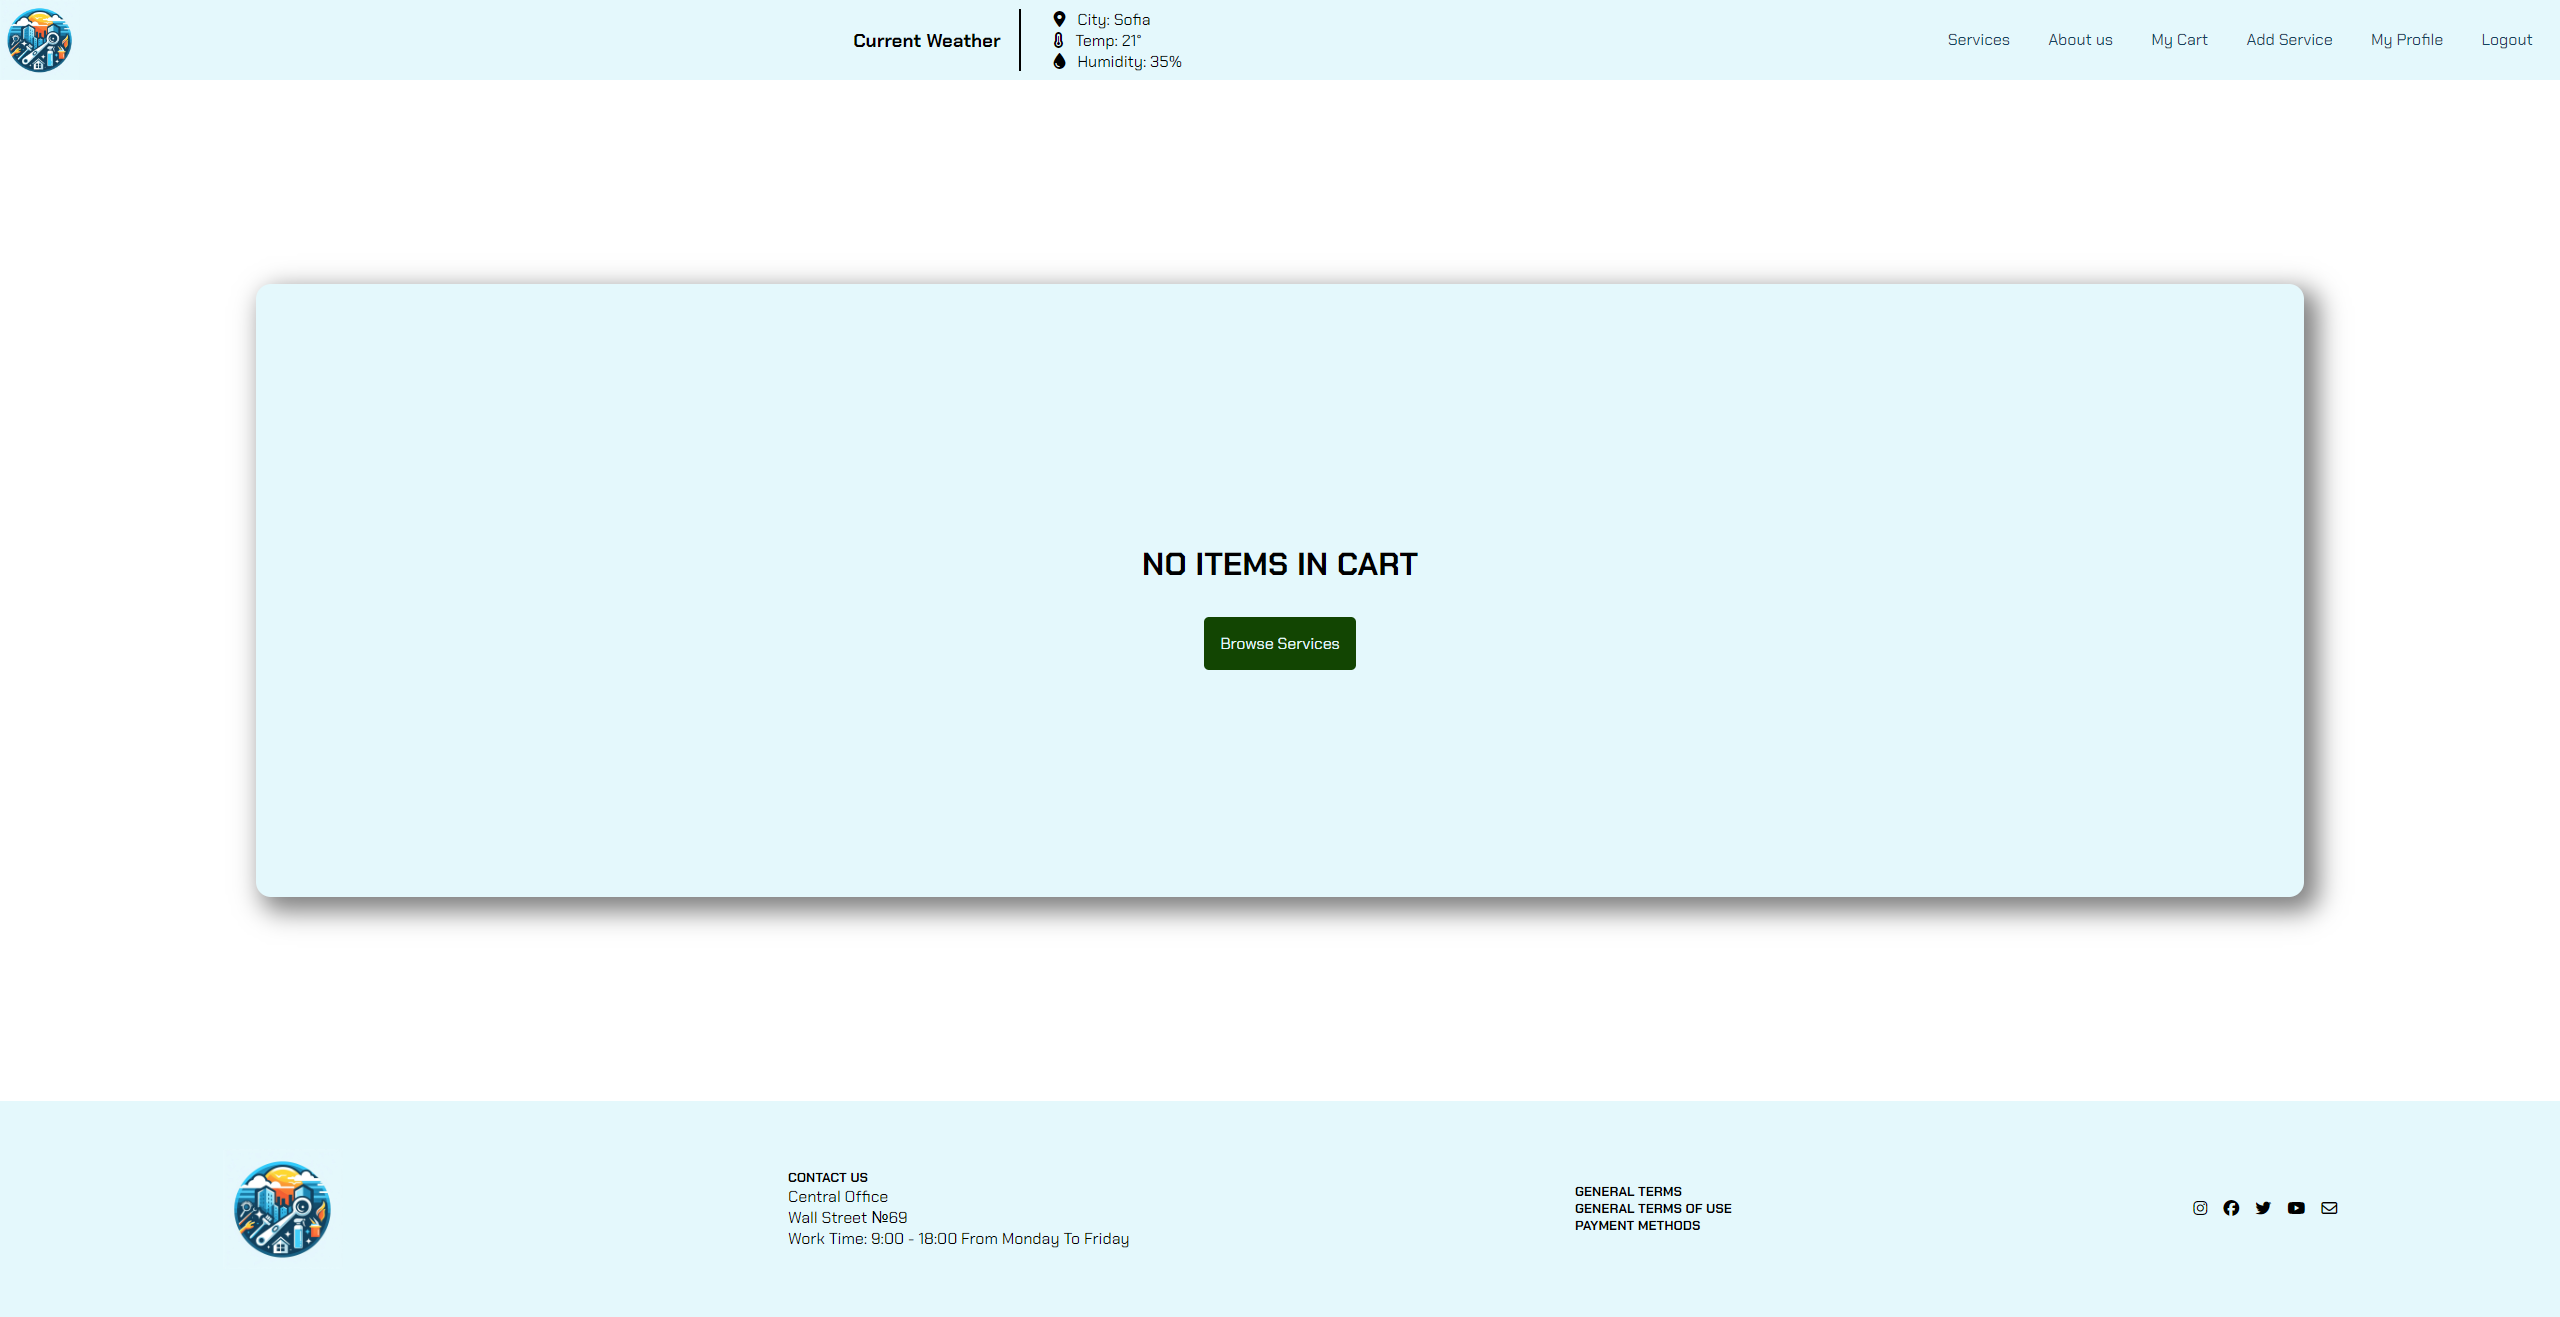 Current Weather
City: Sofia
Temp: 21°
Humidity: 35%
Services
About us
My Cart
Add Service
My Profile
Logout
NO ITEMS IN CART
Browse Services
CONTACT US
Central Office
Wall Street №69
Work Time: 9:00 - 18:00 From Monday To Friday
GENERAL TERMS
GENERAL TERMS OF USE
PAYMENT METHODS